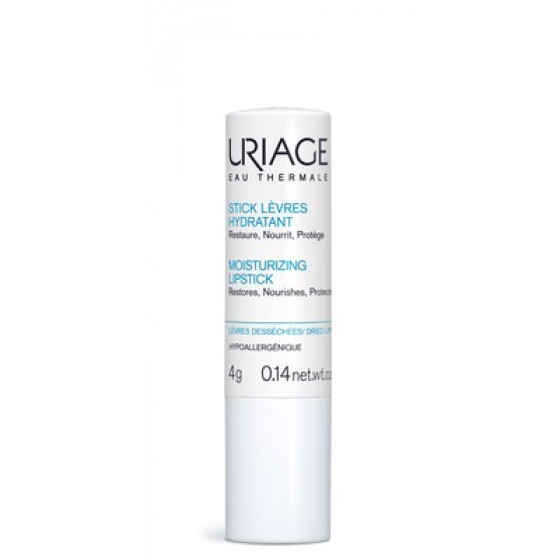 URIAGE
EAU THERMALE
STICK LÈVRES
HYDRATANT
Restaure, Nourrit, Protège
MOISTURIZING
LIPSTICK
Restores, Nourishes, Protects
LÈVRES DESSÉCHÉES/ DRIED LIP
HYPOALLERGÉNIQUE
4g 0.14 net.wt.oz